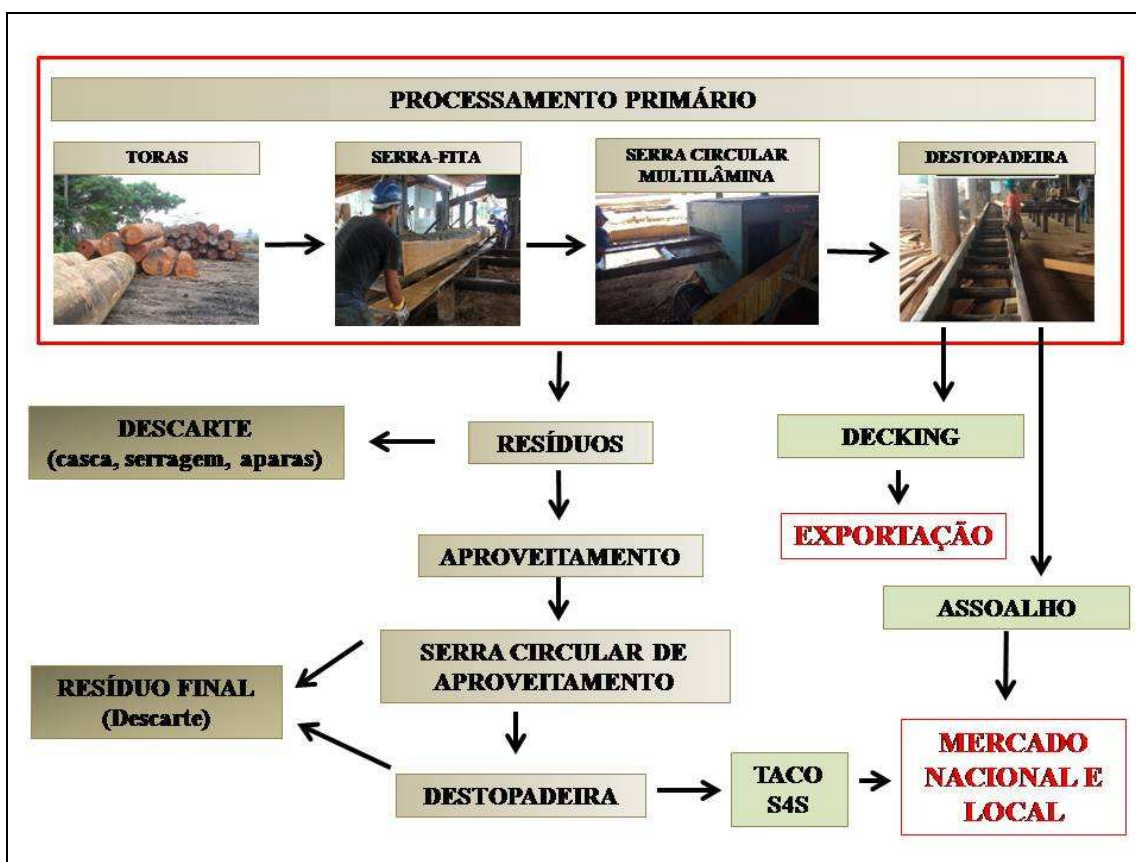 PROCESSAMENTO PRIMÁRIO
TORAS
SERRA-FITA
SERRA CIRCULAR
MULTILÂMINA
DESTOPADEIRA
DESCARTE
(casca, serragem, aparas)
RESÍDUOS
DECKING
EXPORTAÇÃO
APROVEITAMENTO
ASSOALHO
SERRA CIRCULAR DE
APROVEITAMENTO
RESÍDUO FINAL
(Descarte)
DESTOPADEIRA
TACO
S4S
MERCADO
NACIONAL E
LOCAL